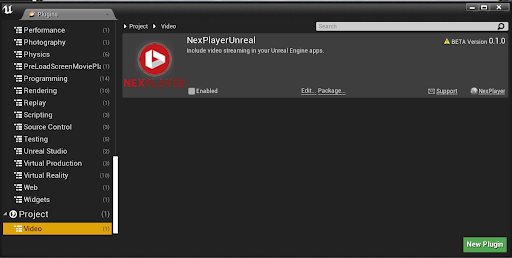 Plugins
Performance (1)
Photography (1)
Physics (5)
PreLoadScreenMoviePla
Programming (14)
Rendering (10)
Replay (1)
Scripting (3)
Source Control (3)
Testing (5)
Unreal Studio (2)
Virtual Production (3)
Virtual Reality (10)
Web (1)
Widgets (1)
Project (1)
Video (1)
Project Video
Search
NexPlayerUnreal
BETA Version 0.1.0
Include video streaming in your Unreal Engine apps.
NEXPLAYER
Enabled
Edit... Package...
Support
NexPlayer
New Plugin